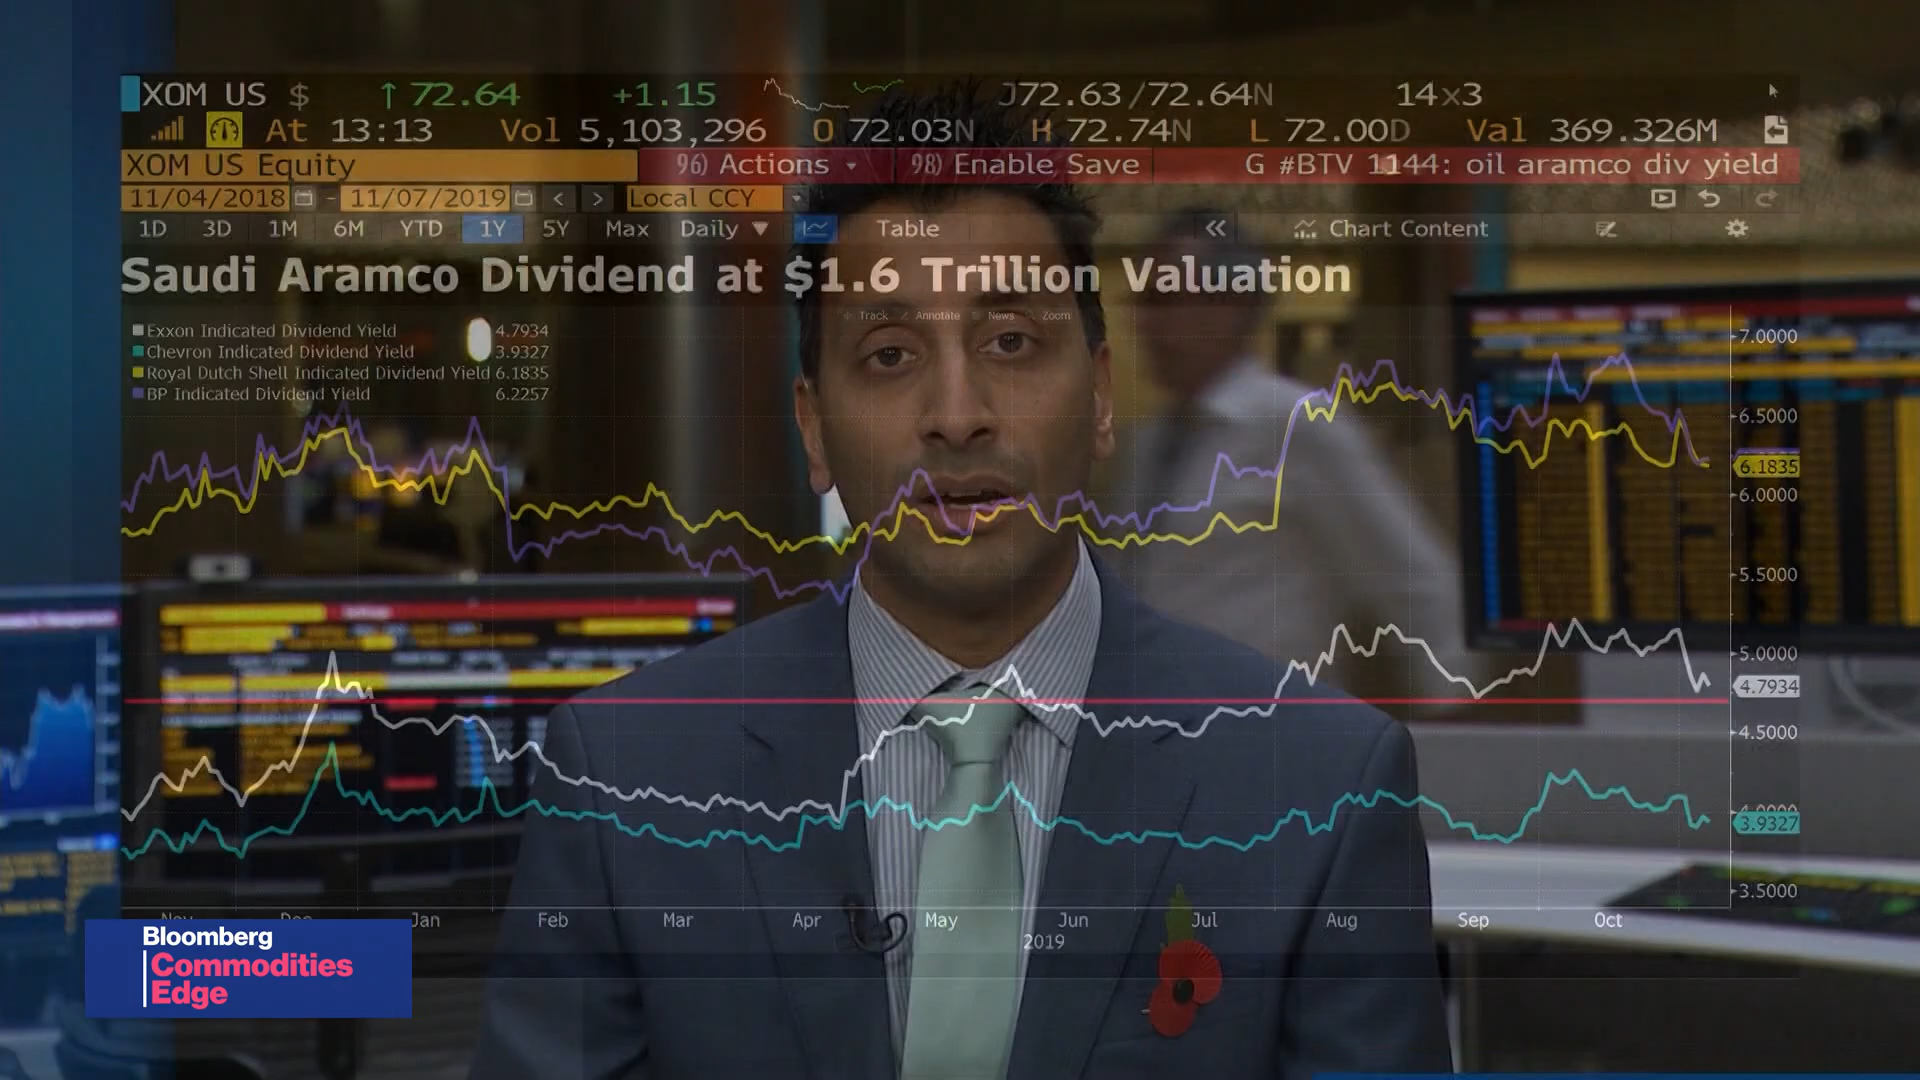 XOM US $ ↑72.64 +1.15 J72.63/72.64N 14x3
At 13:13 Vol 5,103,296 O 72.03N H 72.74N L 72.00D Val 369.326M
XOM US Equity 96) Actions 98) Enable Save G #BTV 1144: oil aramco div yield
11/04/2018 - 11/07/2019 < > Local CCY
1D 3D 1M 6M YTD 1Y 5Y Max Daily ▼ Table « Chart Content
Saudi Aramco Dividend at $1.6 Trillion Valuation
Track Annotate News Zoom
Exxon Indicated Dividend Yield 4.7934
Chevron Indicated Dividend Yield 3.9327
Royal Dutch Shell Indicated Dividend Yield 6.1835
BP Indicated Dividend Yield 6.2257
7.0000
6.5000
6.1835
6.0000
5.5000
5.0000
4.7934
4.5000
4.0000
3.9327
3.5000
Nov Dec Jan Feb Mar Apr May Jun Jul Aug Sep Oct
2019
Bloomberg
Commodities
Edge